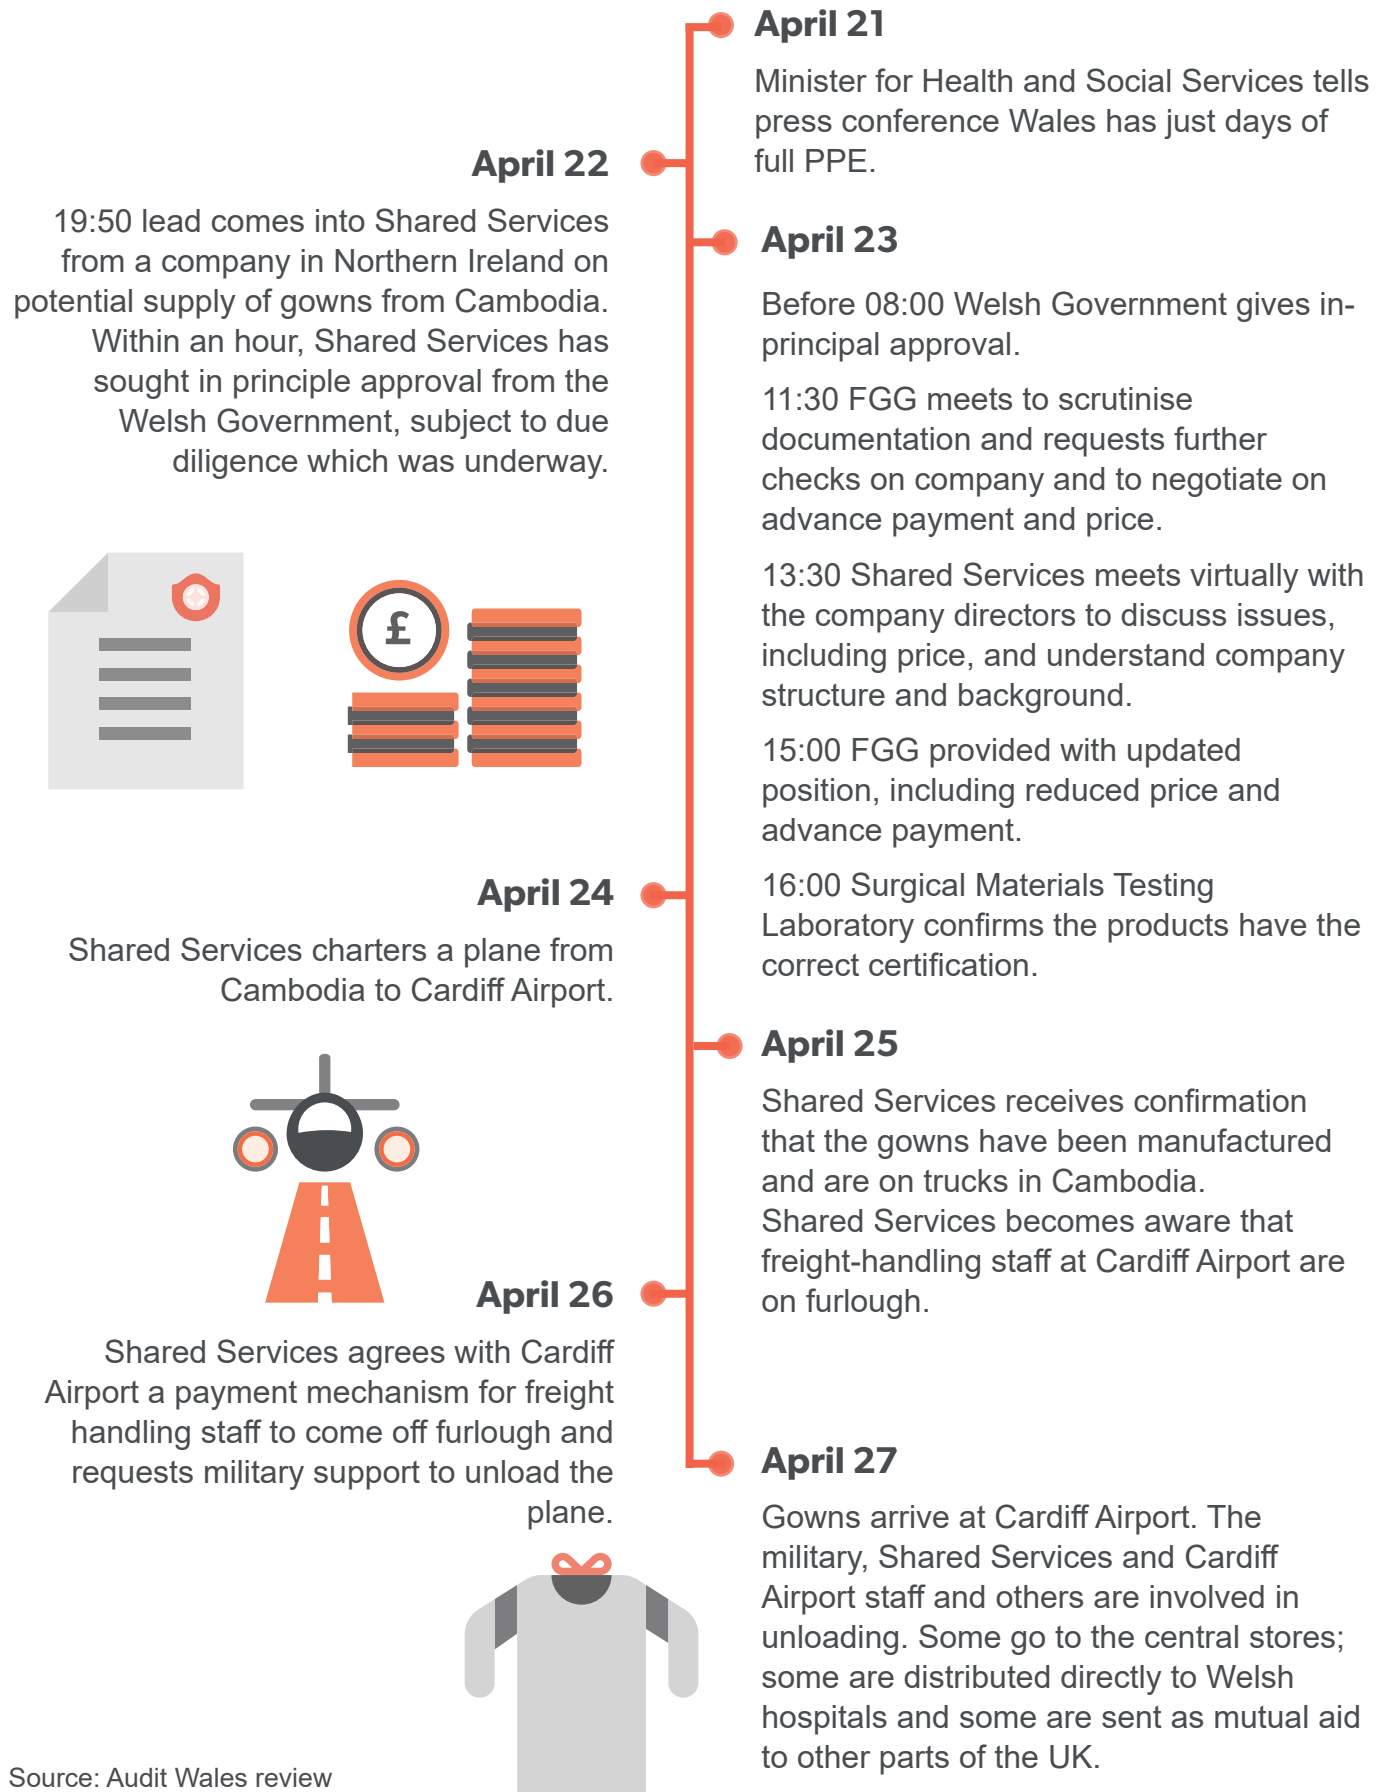 April 21
Minister for Health and Social Services tells
press conference Wales has just days of
full PPE.
April 22
19:50 lead comes into Shared Services
from a company in Northern Ireland on
potential supply of gowns from Cambodia.
Within an hour, Shared Services has
sought in principle approval from the
Welsh Government, subject to due
diligence which was underway.
April 23
Before 08:00 Welsh Government gives in-
principal approval.
11:30 FGG meets to scrutinise
documentation and requests further
checks on company and to negotiate on
advance payment and price.
13:30 Shared Services meets virtually with
the company directors to discuss issues,
including price, and understand company
structure and background.
15:00 FGG provided with updated
position, including reduced price and
advance payment.
16:00 Surgical Materials Testing
Laboratory confirms the products have the
correct certification.
£
April 24
Shared Services charters a plane from
Cambodia to Cardiff Airport.
April 25
Shared Services receives confirmation
that the gowns have been manufactured
and are on trucks in Cambodia.
Shared Services becomes aware that
freight-handling staff at Cardiff Airport are
on furlough.
April 26
Shared Services agrees with Cardiff
Airport a payment mechanism for freight
handling staff to come off furlough and
requests military support to unload the
plane.
April 27
Gowns arrive at Cardiff Airport. The
military, Shared Services and Cardiff
Airport staff and others are involved in
unloading. Some go to the central stores;
some are distributed directly to Welsh
hospitals and some are sent as mutual aid
to other parts of the UK.
Source: Audit Wales review